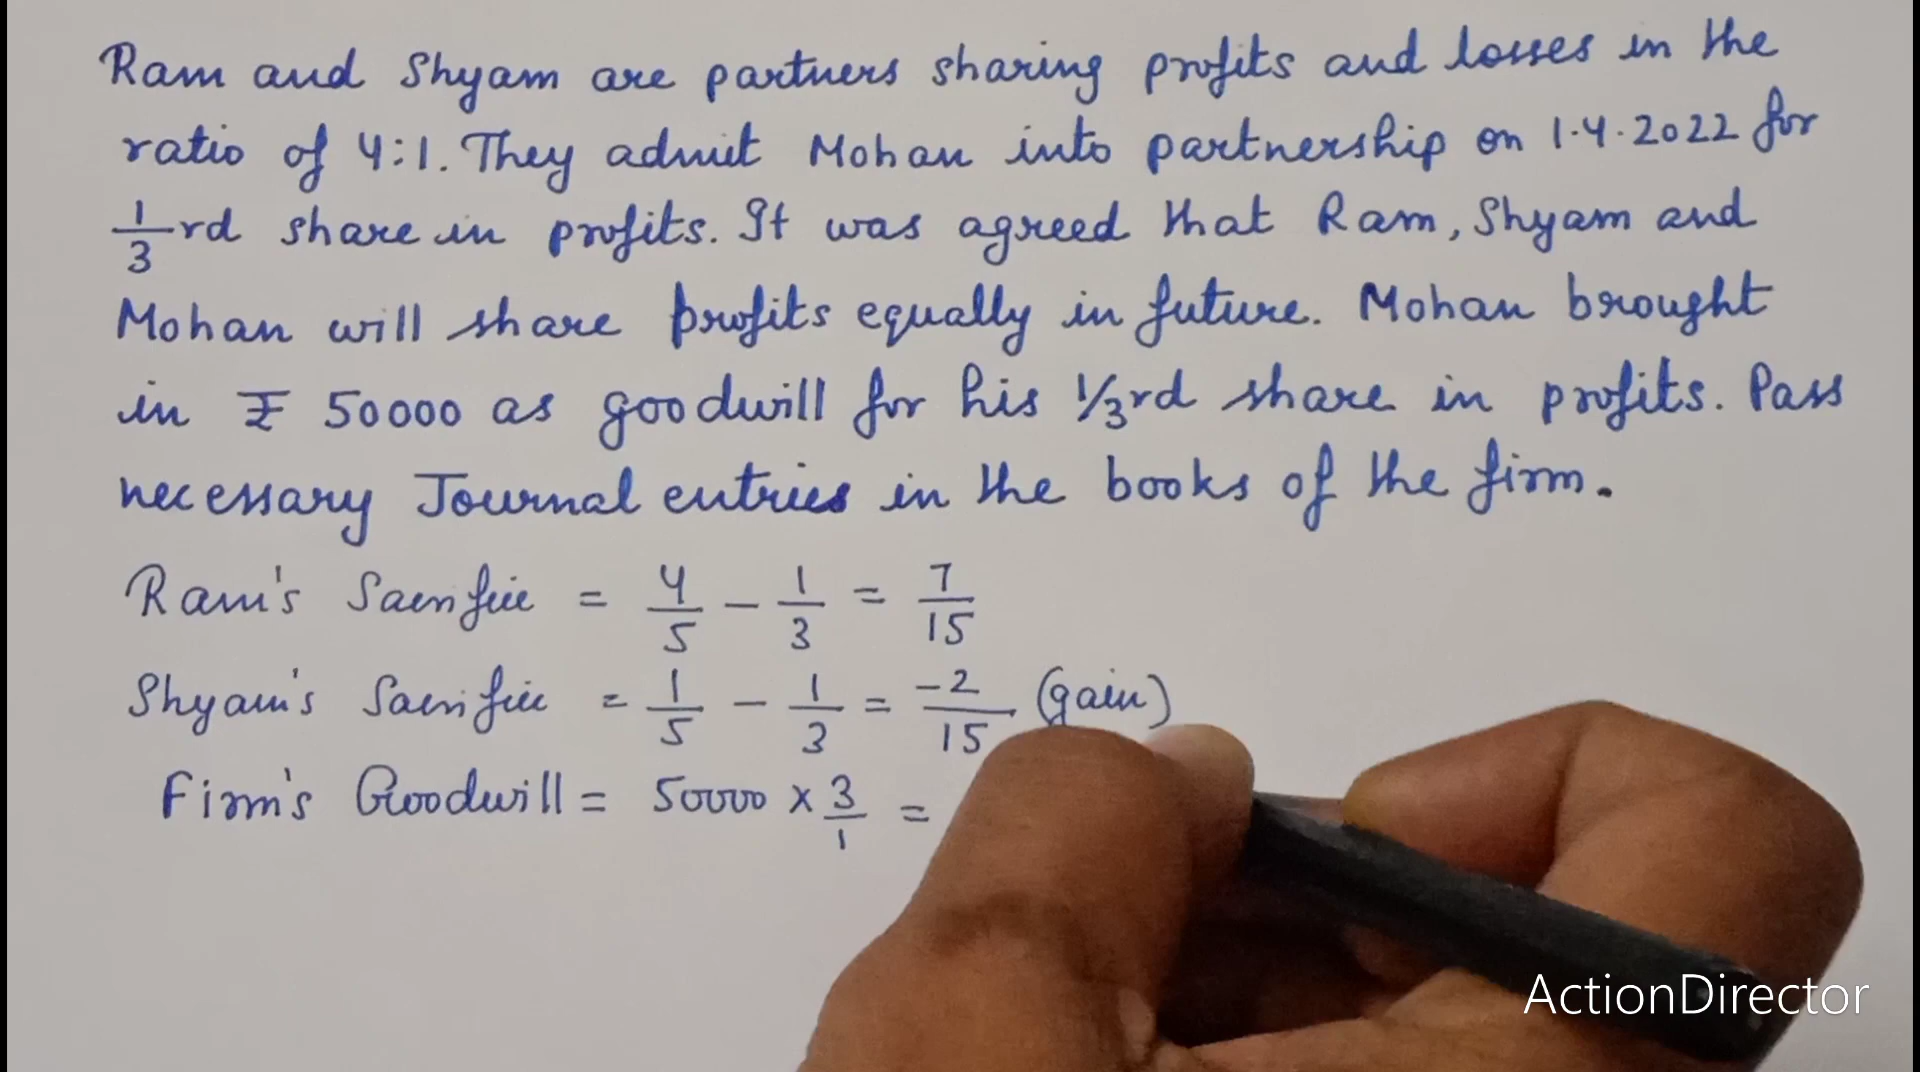 Ram and Shyam are partners sharing profits and losses in the
ratio of 4:1. They admit Mohan into partnership on 1.4.2022 for
1/3 rd share in profits. It was agreed that Ram, Shyam and
Mohan will share profits equally in future. Mohan brought
in ₹ 50000 as goodwill for his 1/3rd share in profits. Pass
necessary Journal entries in the books of the firm.
Ram's Sacrifice = 4/5 - 1/3 = 7/15
Shyam's Sacrifice = 1/5 - 1/3 = -2/15 (gain)
Firm's Goodwill = 50000 × 3/1 =
ActionDirector